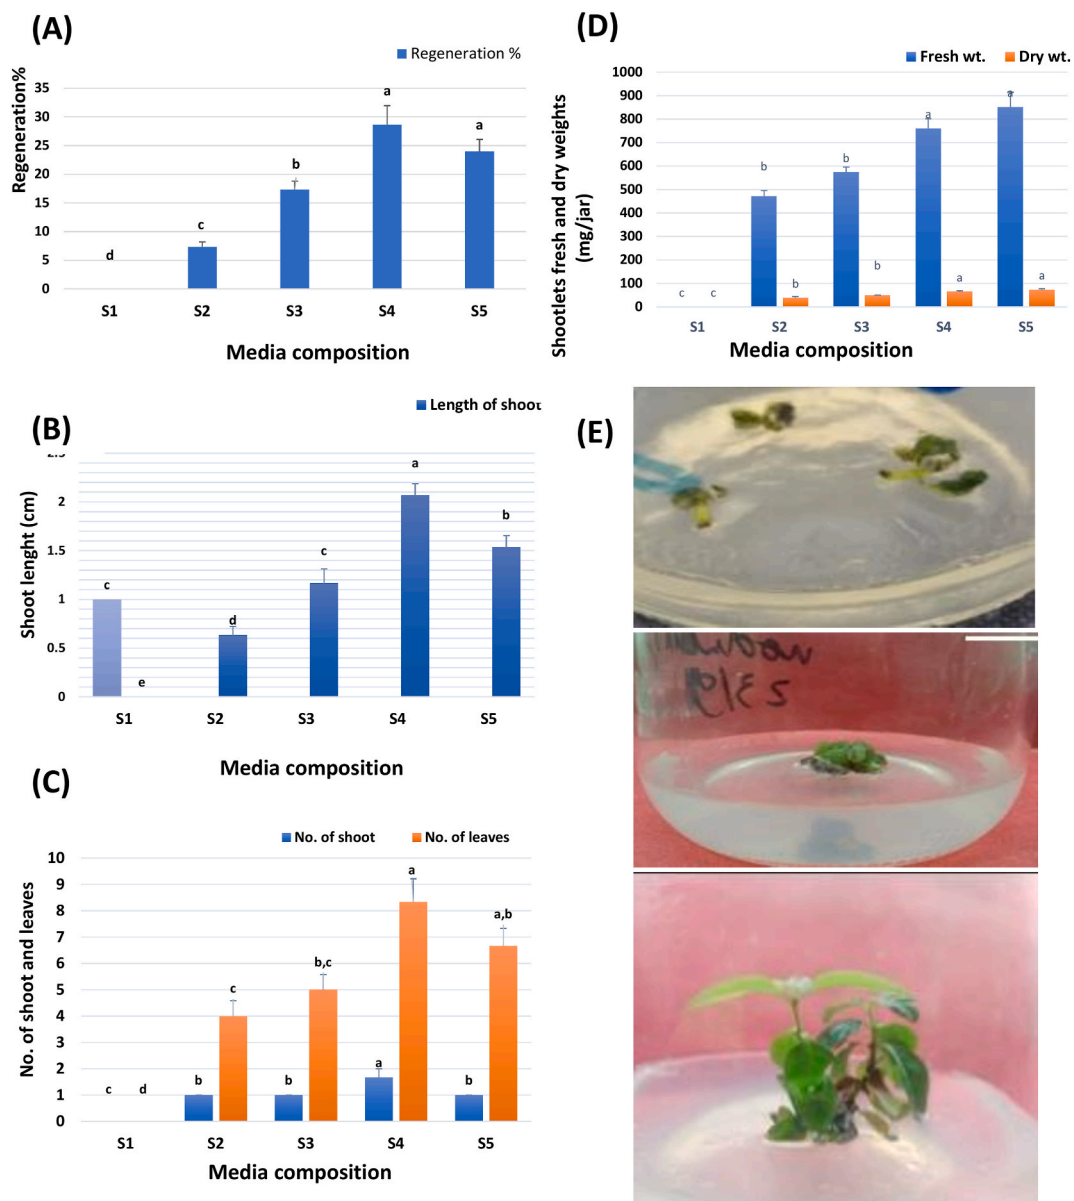 (A)
Regeneration %
Regeneration%
35
30
25
20
15
10
5
0
d
c
b
a
a
S1 S2 S3 S4 S5
Media composition
(B)
Length of shoot
Shoot lenght (cm)
2.5
2
1.5
1
0.5
0
c
e
d
c
a
b
S1 S2 S3 S4 S5
Media composition
(C)
No. of shoot No. of leaves
No. of shoot and leaves
10
9
8
7
6
5
4
3
2
1
0
c d
b c
b b,c
a a
b a,b
S1 S2 S3 S4 S5
Media composition
(D)
Fresh wt. Dry wt.
Shootlets fresh and dry weights
(mg/jar)
1000
900
800
700
600
500
400
300
200
100
0
c c
b b
b b
a a
a a
S1 S2 S3 S4 S5
Media composition
(E)